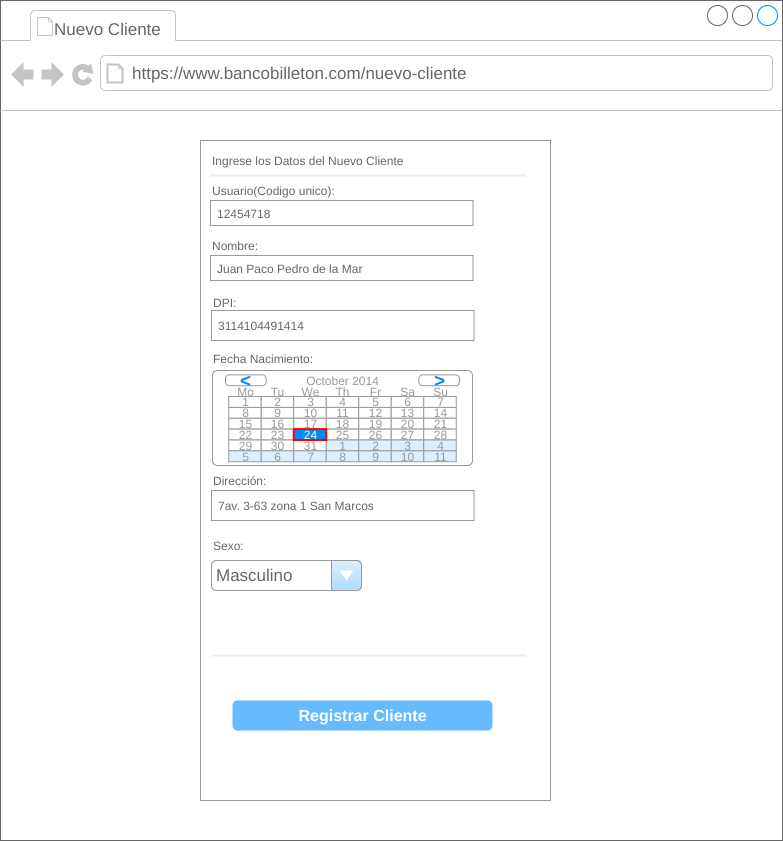 Nuevo Cliente
https://www.bancobilleton.com/nuevo-cliente
Ingrese los Datos del Nuevo Cliente
Usuario(Codigo unico):
12454718
Nombre:
Juan Paco Pedro de la Mar
DPI:
3114104491414
Fecha Nacimiento:
< October 2014 >
Mo Tu We Th Fr Sa Su
1 2 3 4 5 6 7
8 9 10 11 12 13 14
15 16 17 18 19 20 21
22 23 24 25 26 27 28
29 30 31 1 2 3 4
5 6 7 8 9 10 11
Dirección:
7av. 3-63 zona 1 San Marcos
Sexo:
Masculino
Registrar Cliente